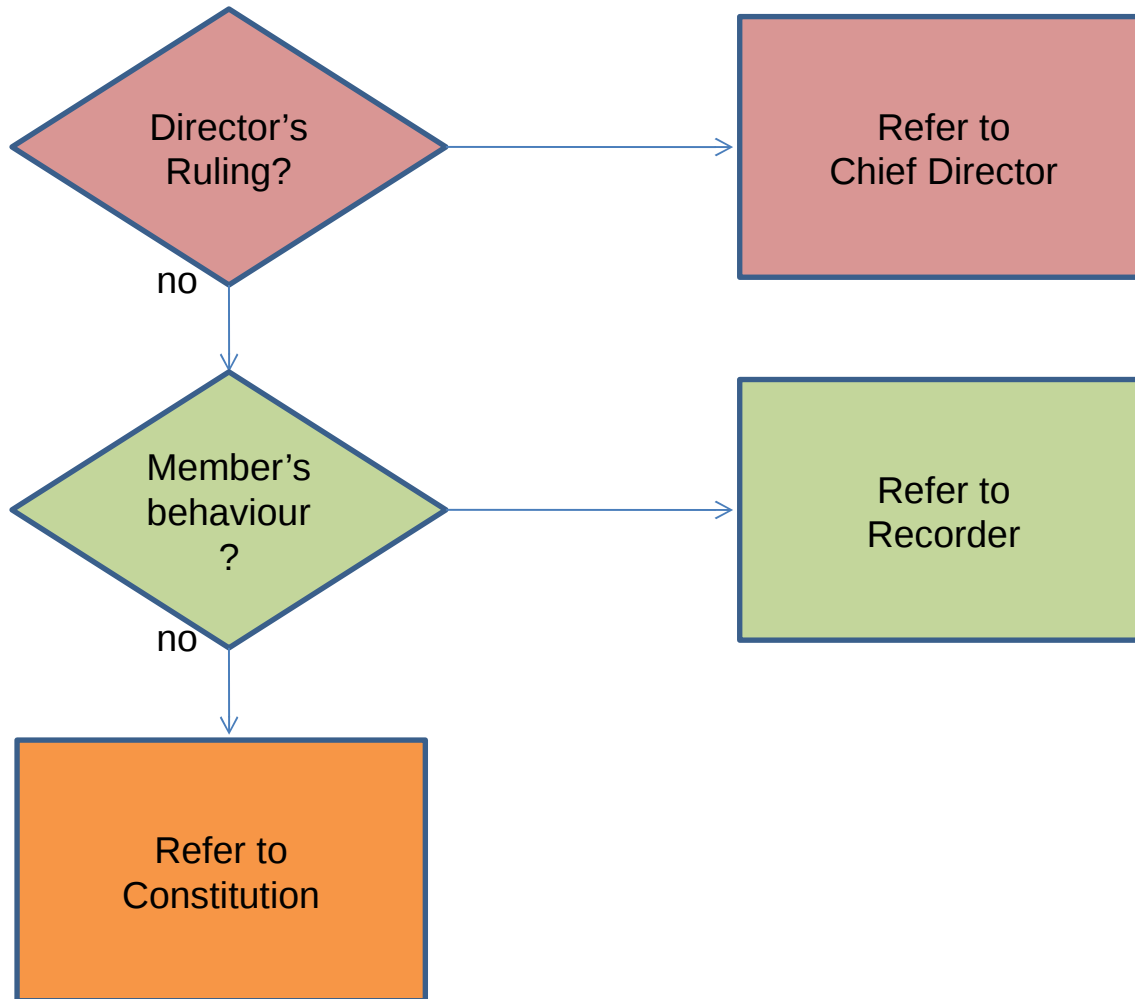 Director’s
Ruling?
Refer to
Chief Director
no
Member’s
behaviour
?
Refer to
Recorder
no
Refer to
Constitution